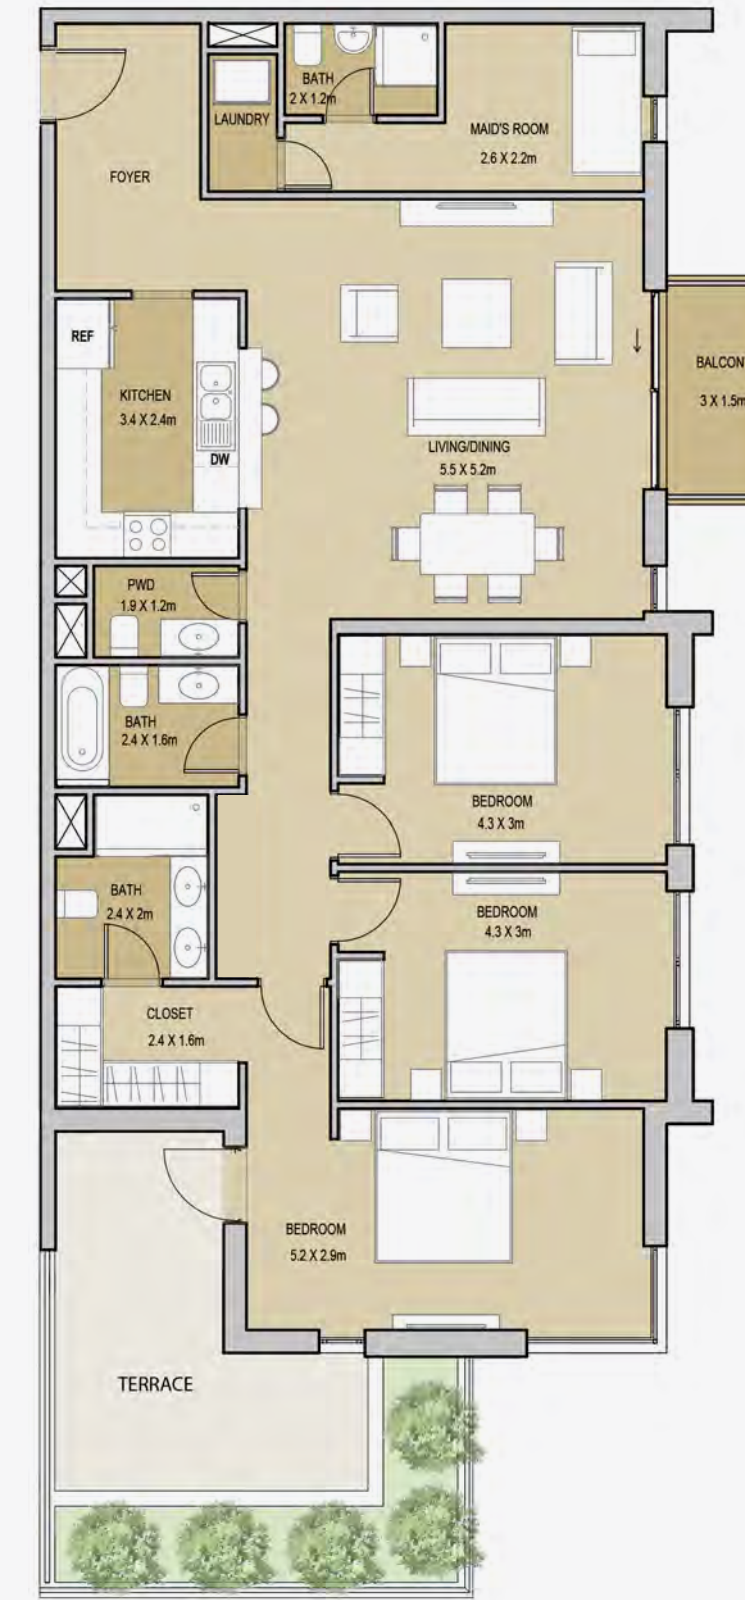 BATH
2 X 1.2m
LAUNDRY
MAID'S ROOM
2.6 X 2.2m
FOYER
REF
KITCHEN
3.4 X 2.4m
DW
BALCON
3 X 1.5m
LIVING/DINING
5.5 X 5.2m
PWD
1.9 X 1.2m
BATH
2.4 X 1.6m
BEDROOM
4.3 X 3m
BATH
2.4 X 2m
BEDROOM
4.3 X 3m
CLOSET
2.4 X 1.6m
BEDROOM
5.2 X 2.9m
TERRACE